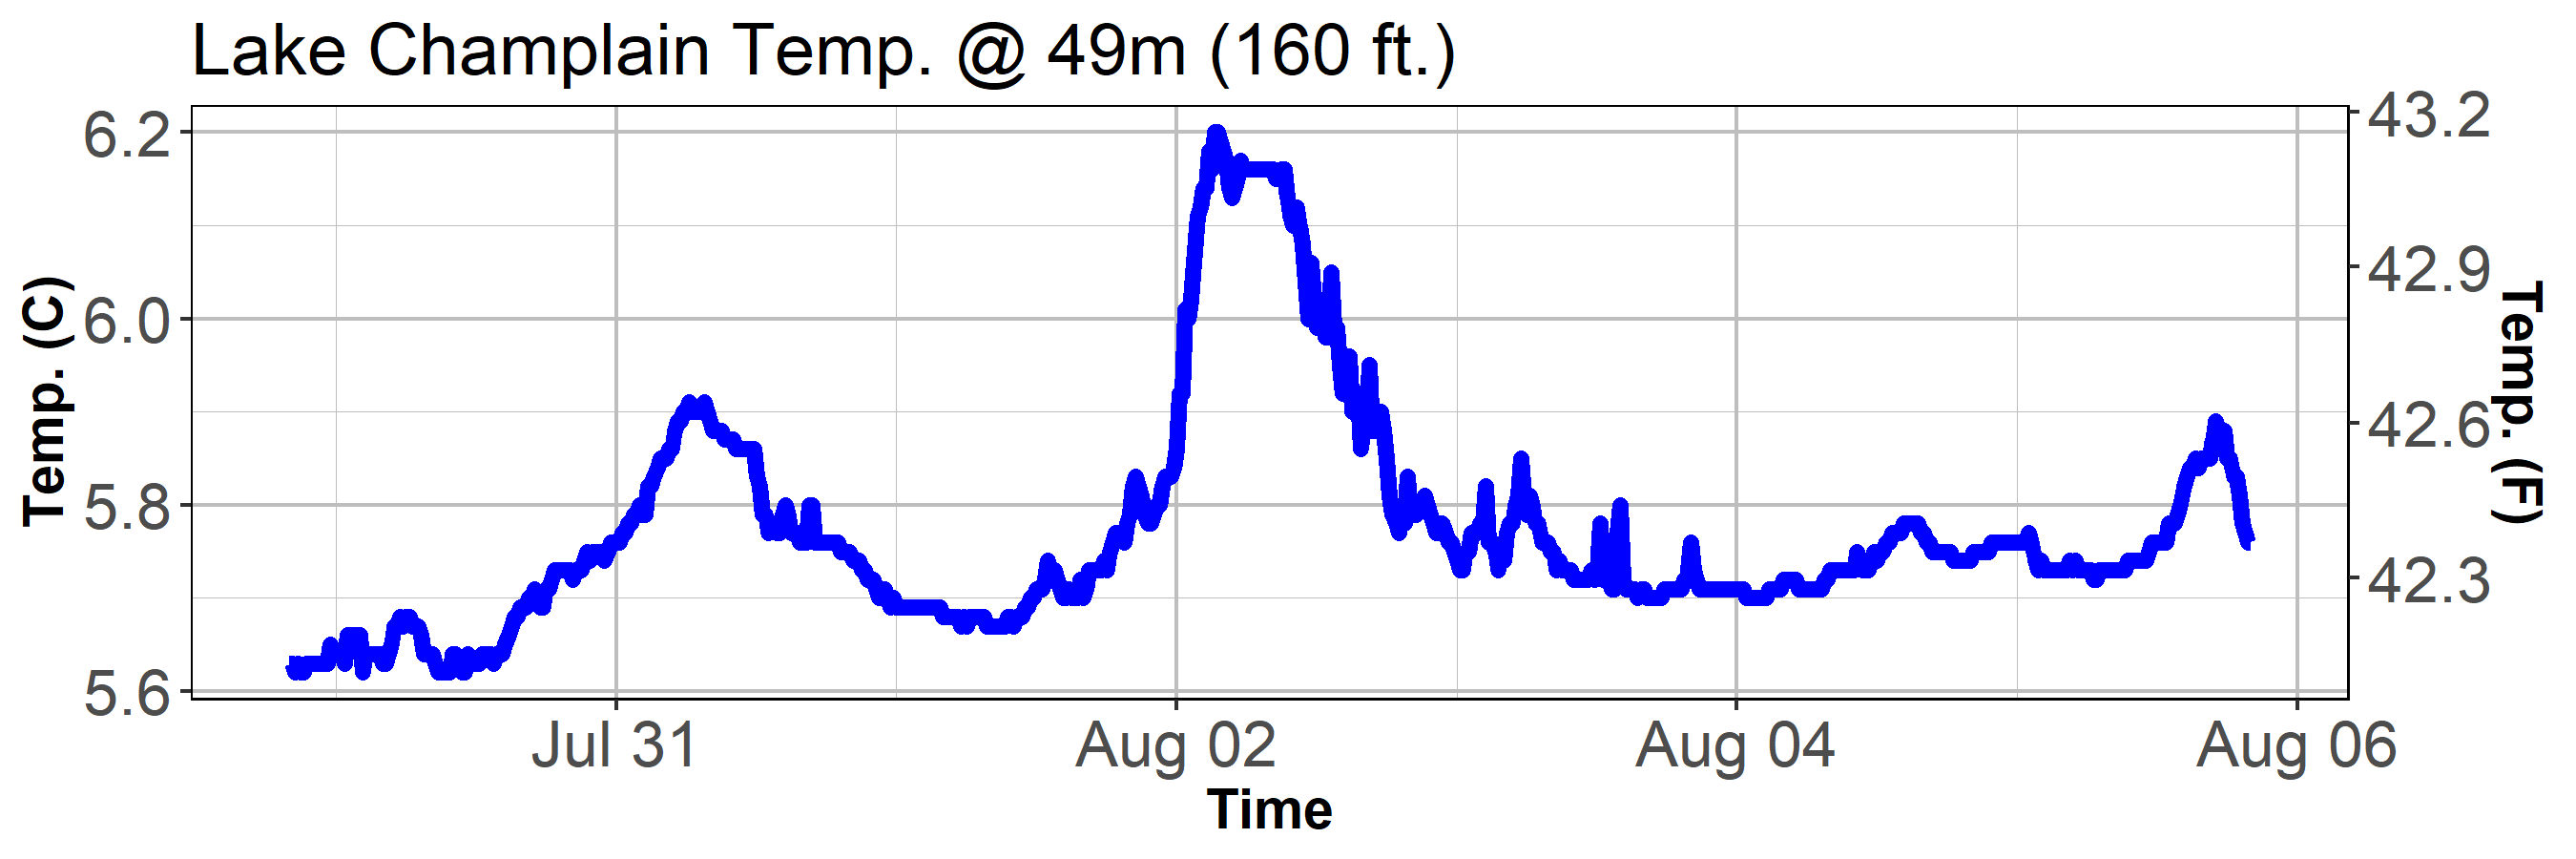 Lake Champlain Temp. @ 49m (160 ft.)
6.2
6.0
5.8
5.6
Temp. (C)
43.2
42.9
42.6
42.3
Temp. (F)
Jul 31
Aug 02
Aug 04
Aug 06
Time